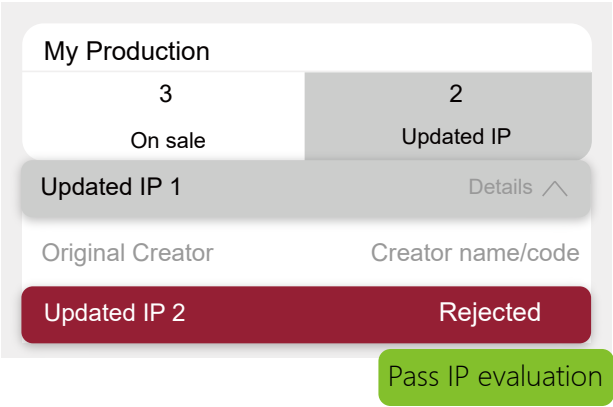 My Production
3
2
On sale
Updated IP
Updated IP 1
Details
Original Creator
Creator name/code
Updated IP 2
Rejected
Pass IP evaluation